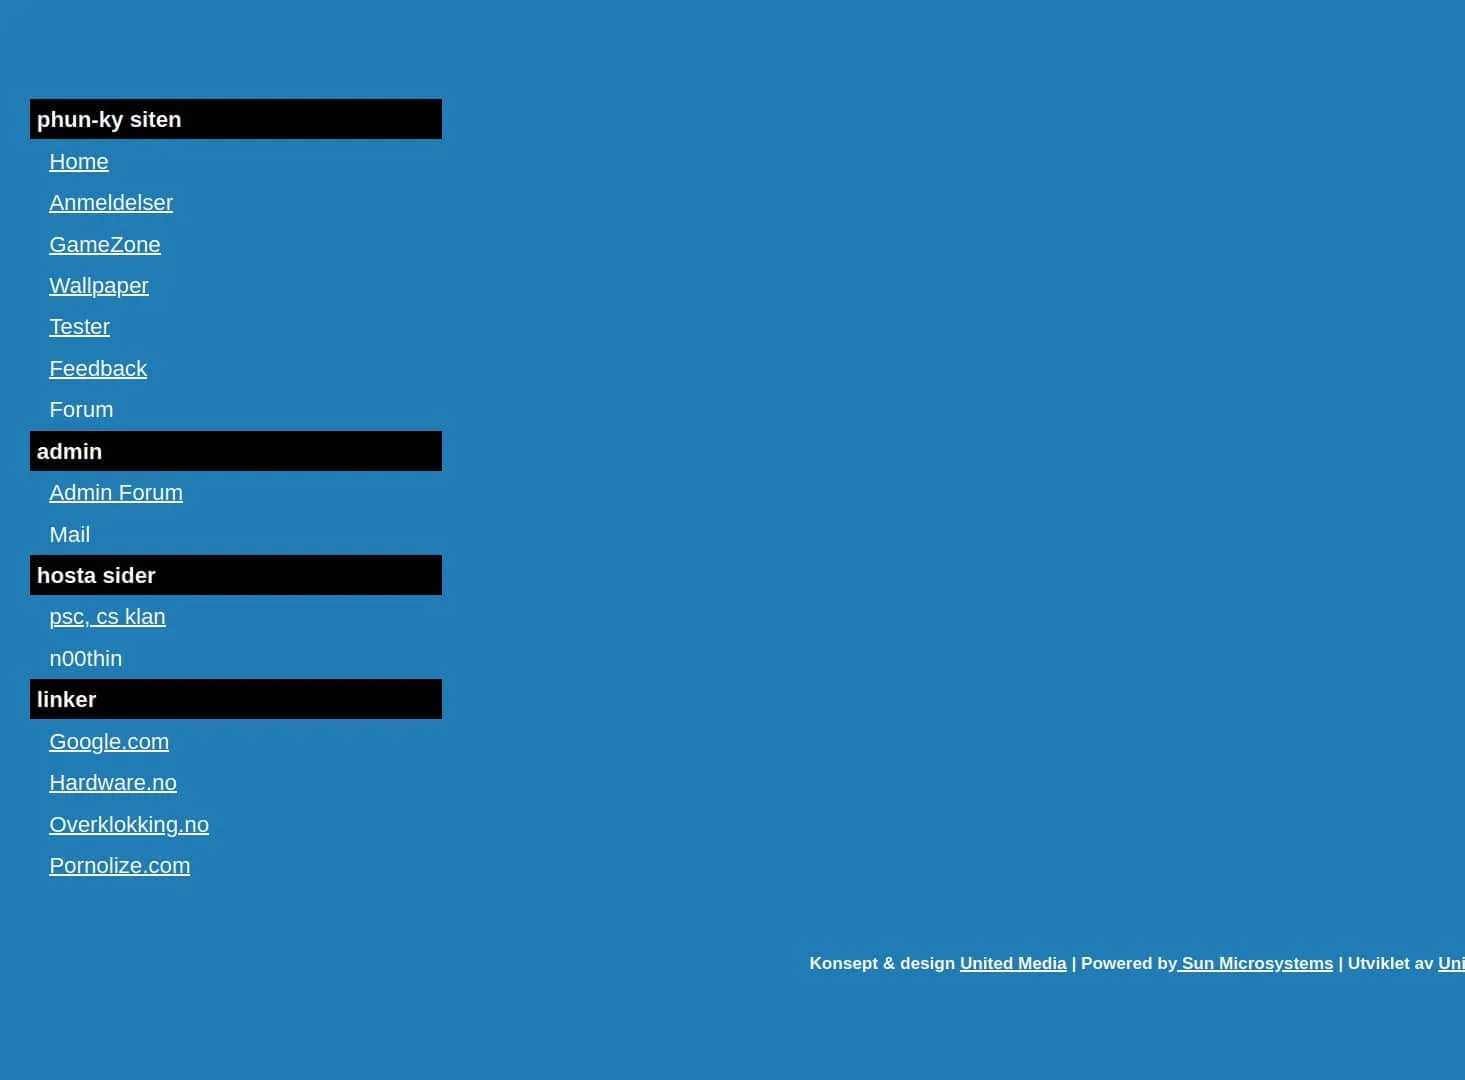 phun-ky siten
Home
Anmeldelser
GameZone
Wallpaper
Tester
Feedback
Forum
admin
Admin Forum
Mail
hosta sider
psc, cs klan
n00thin
linker
Google.com
Hardware.no
Overklokking.no
Pornolize.com
Konsept & design United Media | Powered by Sun Microsystems | Utviklet av Uni